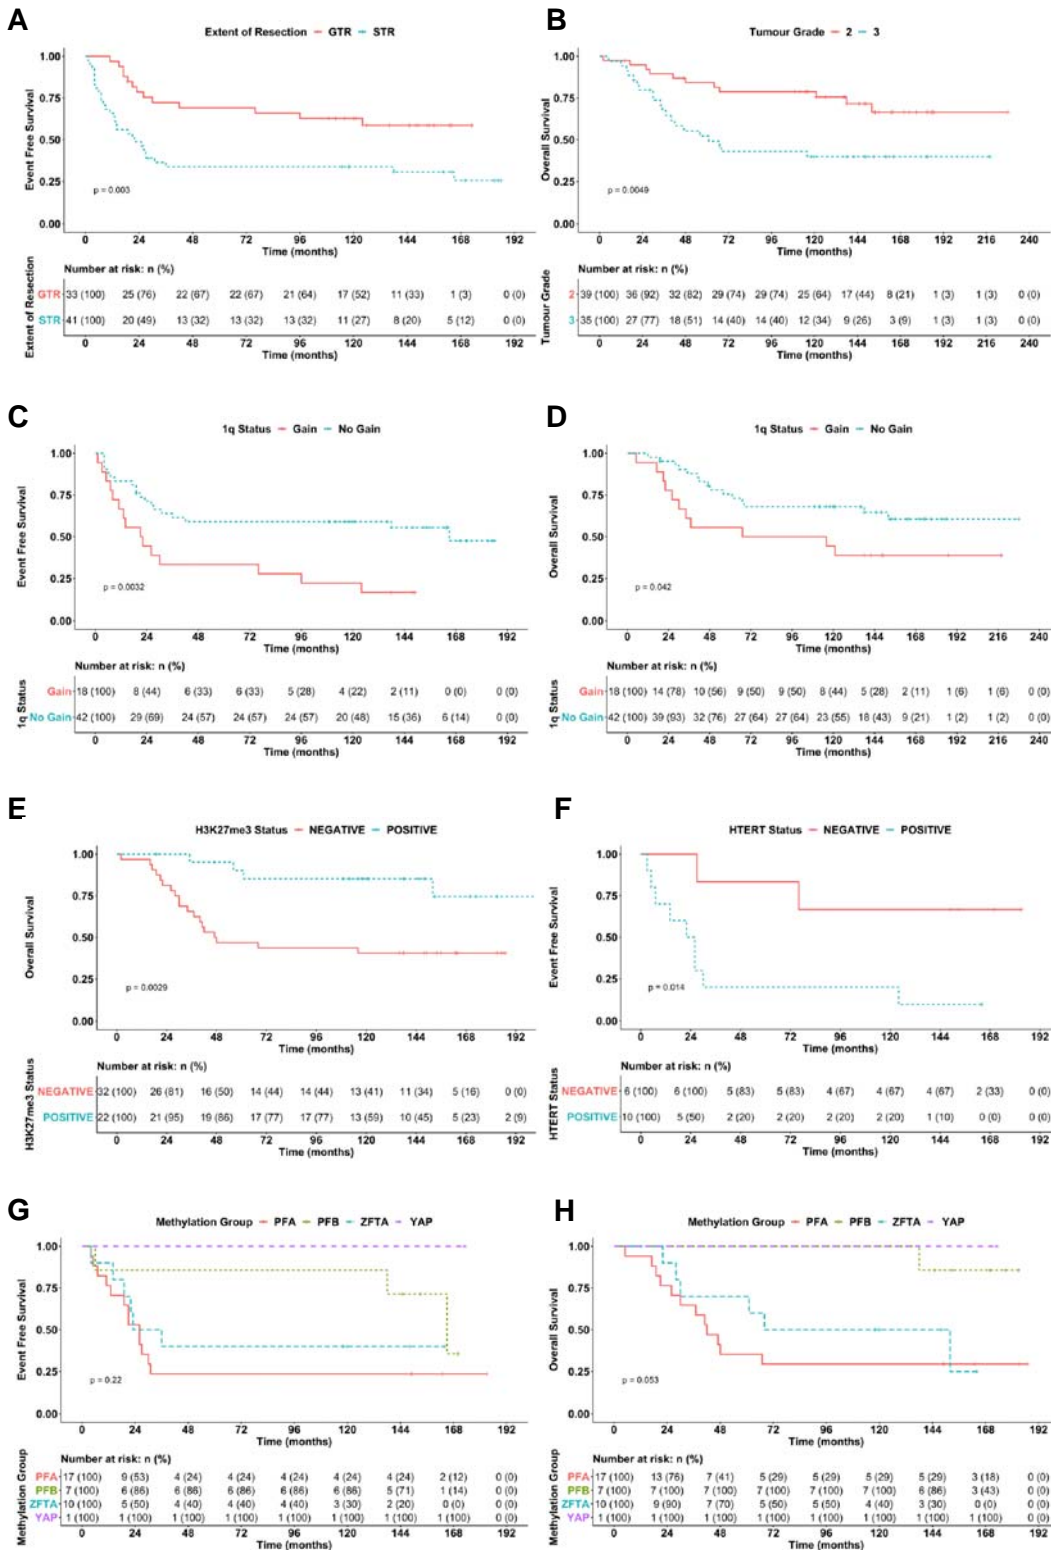 A
Extent of Resection GTR STR
Event Free Survival
1.00
0.75
0.50
0.25
0.00
p = 0.003
0 24 48 72 96 120 144 168 192
Time (months)
Number at risk: n (%)
Extent of Resection
GTR 33 (100) 25 (76) 22 (67) 22 (67) 21 (64) 17 (52) 11 (33) 1 (3) 0 (0)
STR 41 (100) 20 (49) 13 (32) 13 (32) 13 (32) 11 (27) 8 (20) 5 (12) 0 (0)
0 24 48 72 96 120 144 168 192
Time (months)
B
Tumour Grade 2 3
Overall Survival
1.00
0.75
0.50
0.25
0.00
p = 0.0049
0 24 48 72 96 120 144 168 192 216 240
Time (months)
Number at risk: n (%)
Tumour Grade
2 39 (100) 36 (92) 32 (82) 29 (74) 29 (74) 25 (64) 17 (44) 8 (21) 1 (3) 1 (3) 0 (0)
3 35 (100) 27 (77) 18 (51) 14 (40) 14 (40) 12 (34) 9 (26) 3 (9) 1 (3) 1 (3) 0 (0)
0 24 48 72 96 120 144 168 192 216 240
Time (months)
C
1q Status Gain No Gain
Event Free Survival
1.00
0.75
0.50
0.25
0.00
p = 0.0032
0 24 48 72 96 120 144 168 192
Time (months)
Number at risk: n (%)
1q Status
Gain 18 (100) 8 (44) 6 (33) 6 (33) 5 (28) 4 (22) 2 (11) 0 (0) 0 (0)
No Gain 42 (100) 29 (69) 24 (57) 24 (57) 24 (57) 20 (48) 15 (36) 6 (14) 0 (0)
0 24 48 72 96 120 144 168 192
Time (months)
D
1q Status Gain No Gain
Overall Survival
1.00
0.75
0.50
0.25
0.00
p = 0.042
0 24 48 72 96 120 144 168 192 216 240
Time (months)
Number at risk: n (%)
1q Status
Gain 18 (100) 14 (78) 10 (56) 9 (50) 9 (50) 8 (44) 5 (28) 2 (11) 1 (6) 1 (6) 0 (0)
No Gain 42 (100) 39 (93) 32 (76) 27 (64) 27 (64) 23 (55) 18 (43) 9 (21) 1 (2) 1 (2) 0 (0)
0 24 48 72 96 120 144 168 192 216 240
Time (months)
E
H3K27me3 Status NEGATIVE POSITIVE
Overall Survival
1.00
0.75
0.50
0.25
0.00
p = 0.0029
0 24 48 72 96 120 144 168 192
Time (months)
Number at risk: n (%)
H3K27me3 Status
NEGATIVE 32 (100) 26 (81) 16 (50) 14 (44) 14 (44) 13 (41) 11 (34) 5 (16) 0 (0)
POSITIVE 22 (100) 21 (95) 19 (86) 17 (77) 17 (77) 13 (59) 10 (45) 5 (23) 2 (9)
0 24 48 72 96 120 144 168 192
Time (months)
F
HTERT Status NEGATIVE POSITIVE
Event Free Survival
1.00
0.75
0.50
0.25
0.00
p = 0.014
0 24 48 72 96 120 144 168 192
Time (months)
Number at risk: n (%)
HTERT Status
NEGATIVE 6 (100) 6 (100) 5 (83) 5 (83) 4 (67) 4 (67) 4 (67) 2 (33) 0 (0)
POSITIVE 10 (100) 5 (50) 2 (20) 2 (20) 2 (20) 2 (20) 1 (10) 0 (0) 0 (0)
0 24 48 72 96 120 144 168 192
Time (months)
G
Methylation Group PFA PFB ZFTA YAP
Event Free Survival
1.00
0.75
0.50
0.25
0.00
p = 0.22
0 24 48 72 96 120 144 168 192
Time (months)
Number at risk: n (%)
Methylation Group
PFA 17 (100) 9 (53) 4 (24) 4 (24) 4 (24) 4 (24) 4 (24) 2 (12) 0 (0)
PFB 7 (100) 6 (86) 6 (86) 6 (86) 6 (86) 6 (86) 5 (71) 1 (14) 0 (0)
ZFTA 10 (100) 5 (50) 4 (40) 4 (40) 4 (40) 3 (30) 2 (20) 0 (0) 0 (0)
YAP 1 (100) 1 (100) 1 (100) 1 (100) 1 (100) 1 (100) 1 (100) 1 (100) 0 (0)
0 24 48 72 96 120 144 168 192
Time (months)
H
Methylation Group PFA PFB ZFTA YAP
Overall Survival
1.00
0.75
0.50
0.25
0.00
p = 0.053
0 24 48 72 96 120 144 168 192
Time (months)
Number at risk: n (%)
Methylation Group
PFA 17 (100) 13 (76) 7 (41) 5 (29) 5 (29) 5 (29) 5 (29) 3 (18) 0 (0)
PFB 7 (100) 7 (100) 7 (100) 7 (100) 7 (100) 7 (100) 6 (86) 3 (43) 0 (0)
ZFTA 10 (100) 9 (90) 7 (70) 5 (50) 5 (50) 4 (40) 3 (30) 0 (0) 0 (0)
YAP 1 (100) 1 (100) 1 (100) 1 (100) 1 (100) 1 (100) 1 (100) 1 (100) 0 (0)
0 24 48 72 96 120 144 168 192
Time (months)